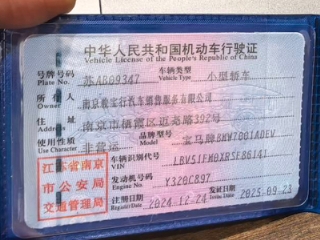 中华人民共和国机动车行驶证
Vehicle License of the People's Republic of China
号牌号码 苏A809347 车辆类型 小型轿车
Plate No. Vehicle Type
所有人 南京骏宝行汽车销售服务有限公司
Owner
住址 南京市栖霞区迈尧路392号
Address
使用性质 非营运 品牌型号 宝马牌BMW7001ADEV
Use Character Model
江苏省南京
市公安局
交通管理局
车辆识别代号
VIN
发动机号码 Y320C897
Engine No.
注册日期 2024-12-24 发证日期 2025-09-23
Register Date Issue Date